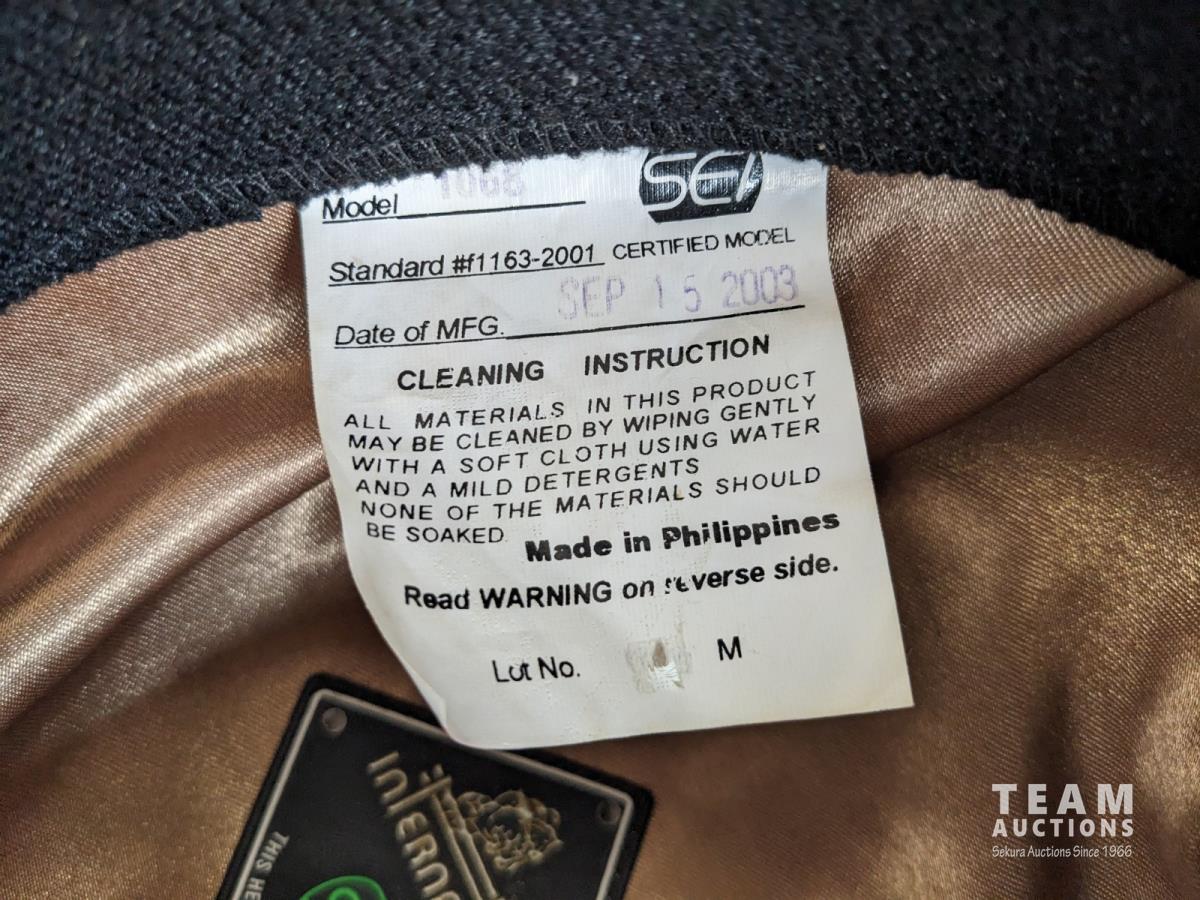 Model 1068
SEI
Standard #f1163-2001 CERTIFIED MODEL
Date of MFG. SEP 15 2003
CLEANING INSTRUCTION
ALL MATERIALS IN THIS PRODUCT
MAY BE CLEANED BY WIPING GENTLY
WITH A SOFT CLOTH USING WATER
AND A MILD DETERGENTS
NONE OF THE MATERIALS SHOULD
BE SOAKED.
Made in Philippines
Read WARNING on reverse side.
Lot No. M
THIS
TEAM
AUCTIONS
Sekura Auctions Since 1966